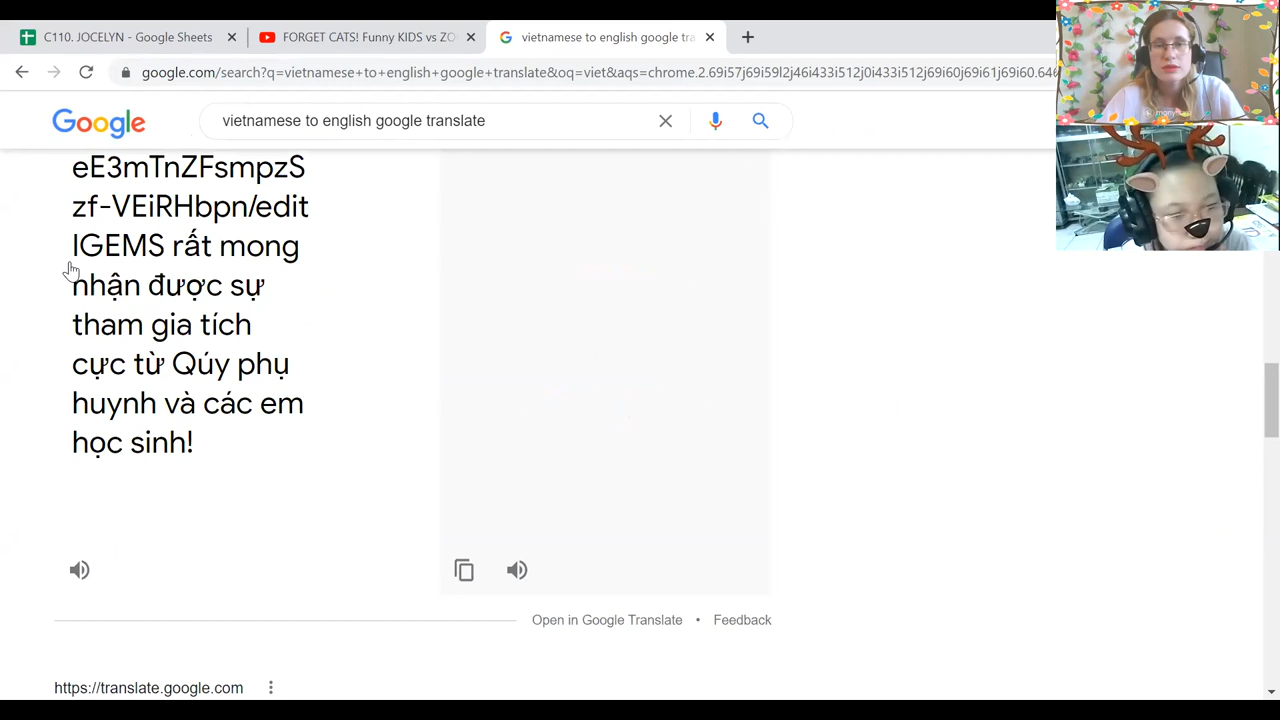 C110. JOCELYN - Google Sheets
FORGET CATS! Funny KIDS vs ZO
vietnamese to english google tra
google.com/search?q=vietnamese+to+english+google+translate&oq=viet&aqs=chrome.2.69i57j69i59l2j46i433i512j0i433i512j69i60j69i61j69i60.646
Google
vietnamese to english google translate
eE3mTnZFsmpzS
zf-VEiRHbpn/edit
IGEMS rất mong
nhận được sự
tham gia tích
cực từ Qúy phụ
huynh và các em
học sinh!
Open in Google Translate • Feedback
https://translate.google.com